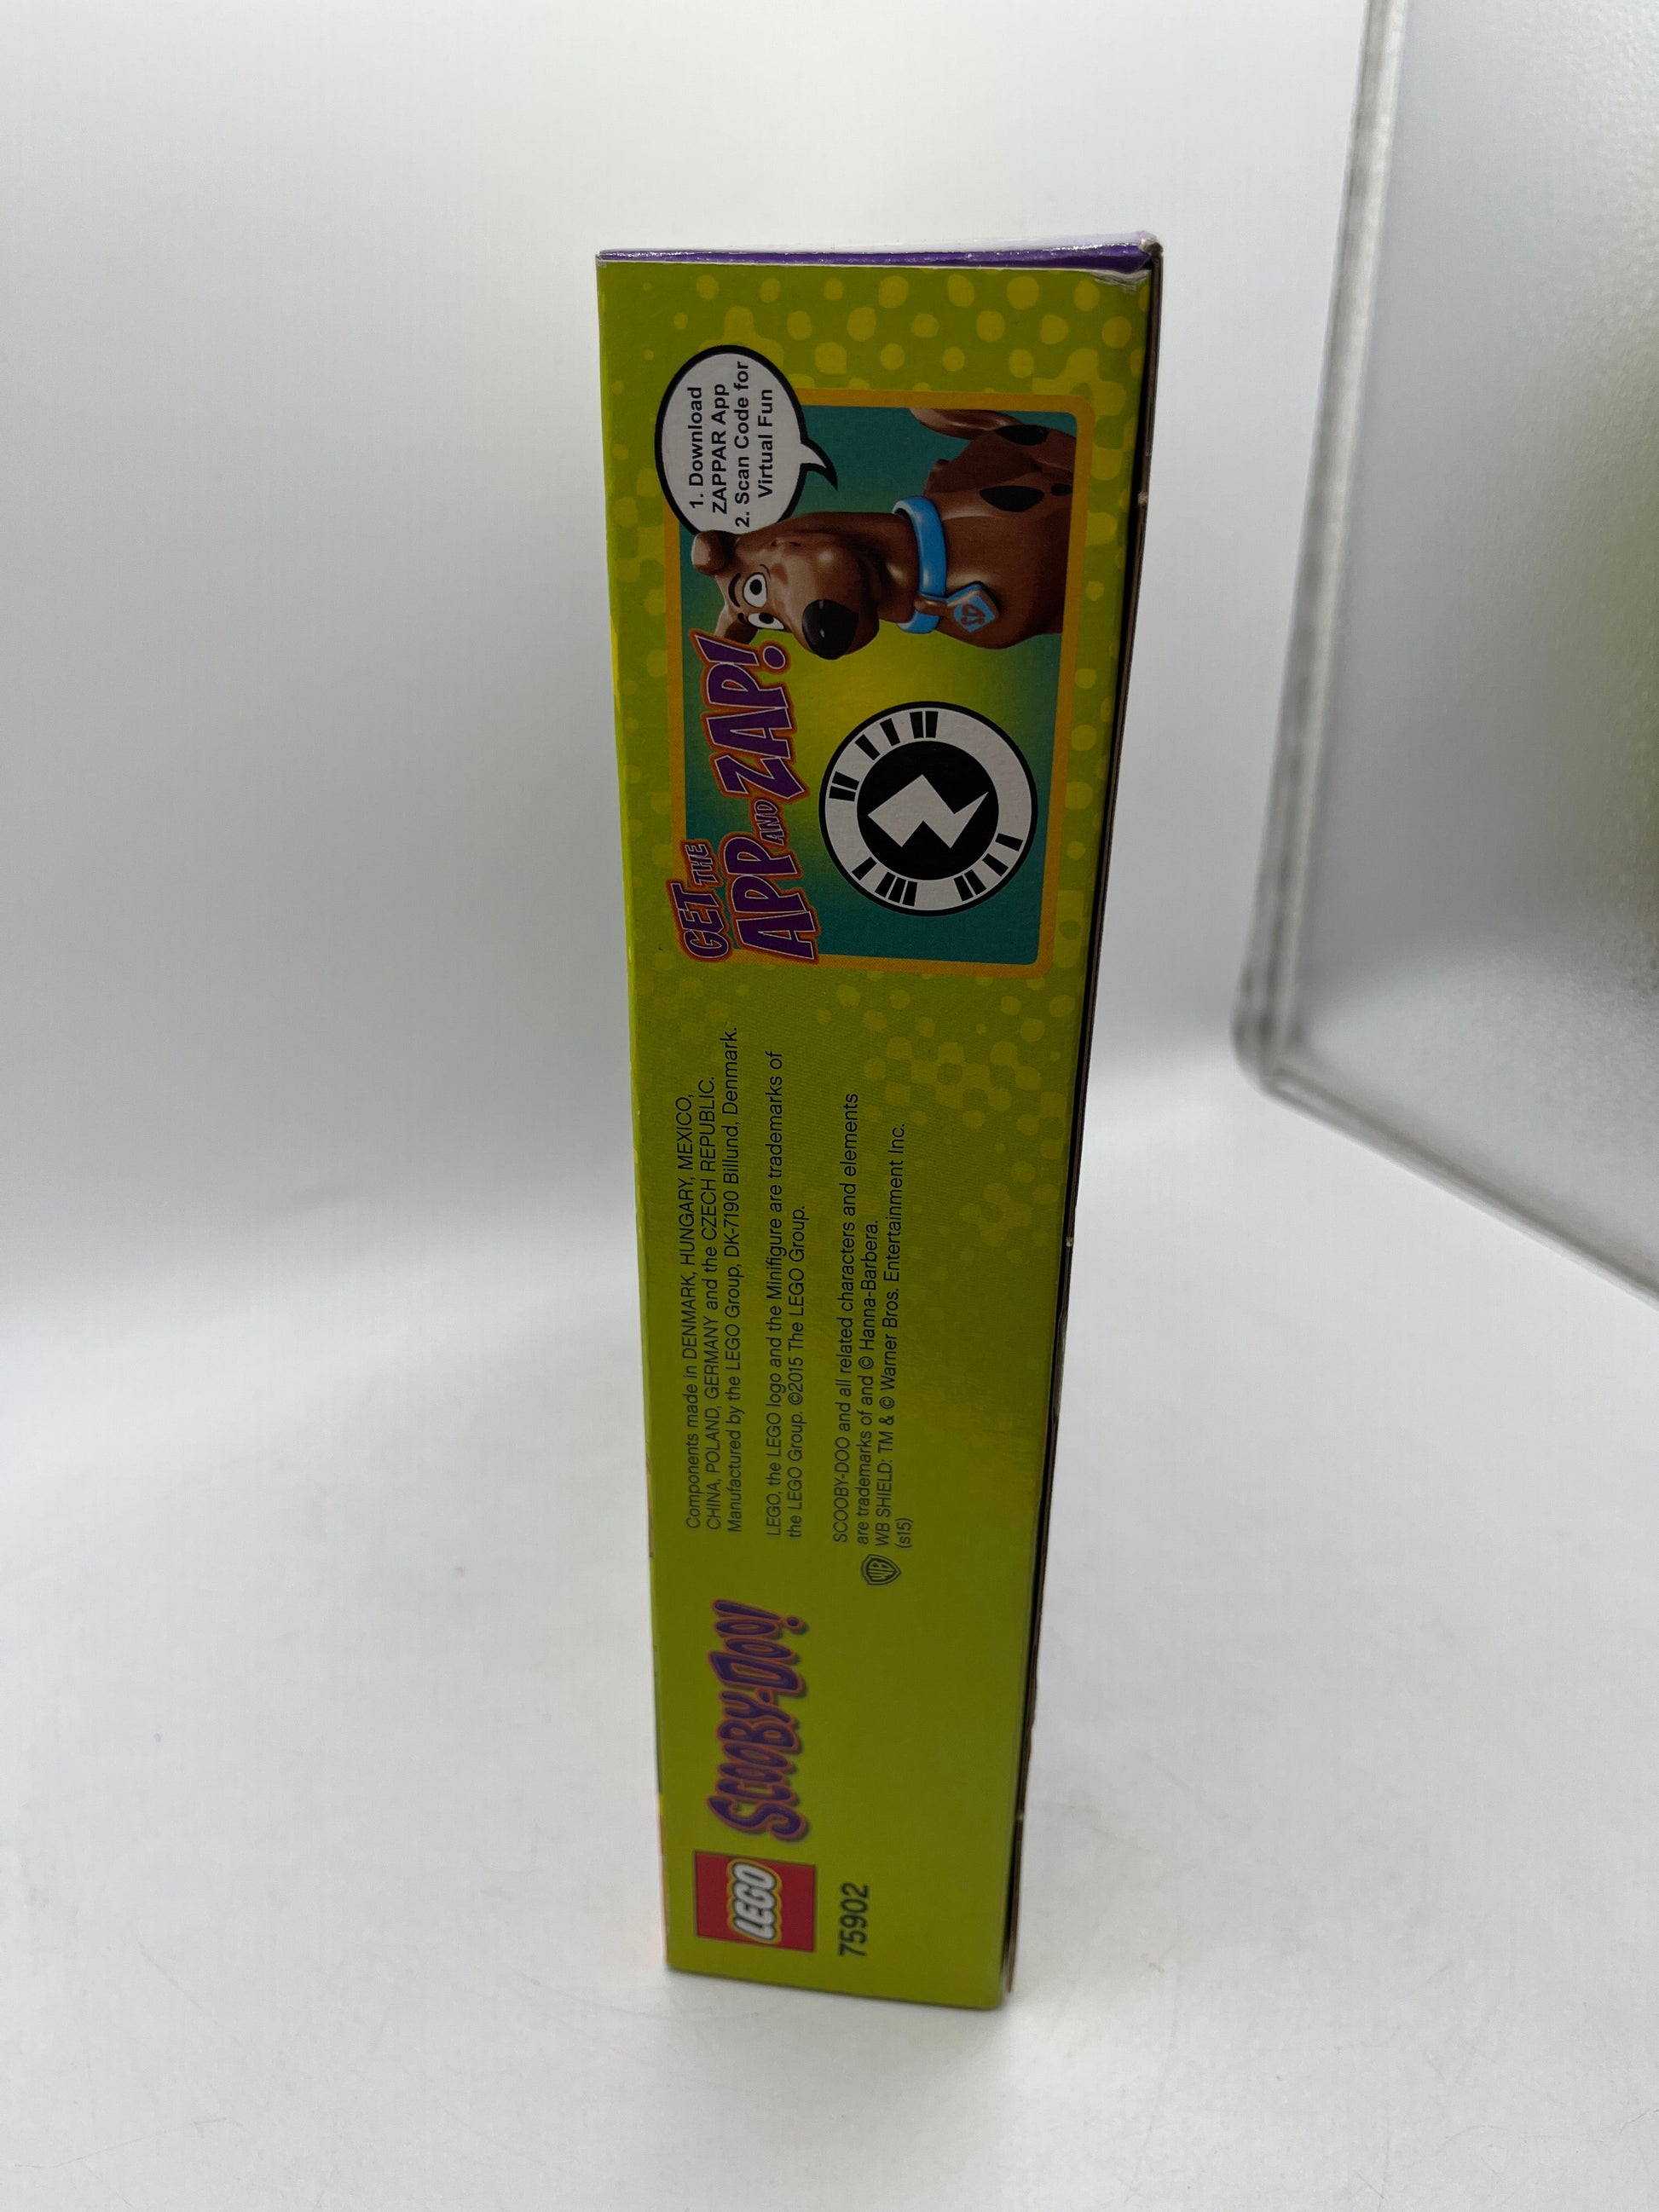 LEGO
SCOOBY-DOO!
75902
Components made in DENMARK, HUNGARY, MEXICO,
CHINA, POLAND, GERMANY and the CZECH REPUBLIC.
Manufactured by the LEGO Group, DK-7190 Billund, Denmark.
LEGO, the LEGO logo and the Minifigure are trademarks of
the LEGO Group. ©2015 The LEGO Group.
SCOOBY-DOO and all related characters and elements
are trademarks of and © Hanna-Barbera.
WB SHIELD: TM & © Warner Bros. Entertainment Inc.
(s15)
WB
GET THE
APP AND ZAP!
1. Download
ZAPPAR App
2. Scan Code for
Virtual Fun
SD